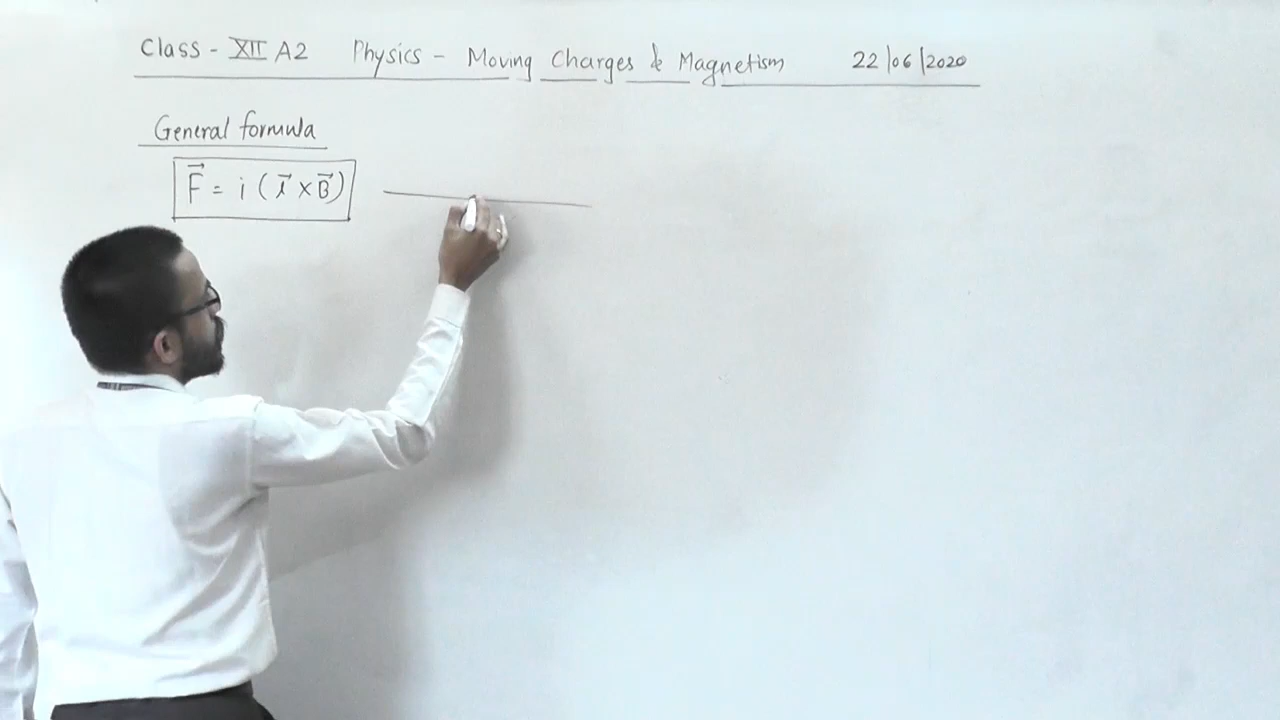 Class - XII A2 Physics - Moving Charges & Magnetism 22/06/2020
General formula
F⃗ = i (l⃗ × B⃗)